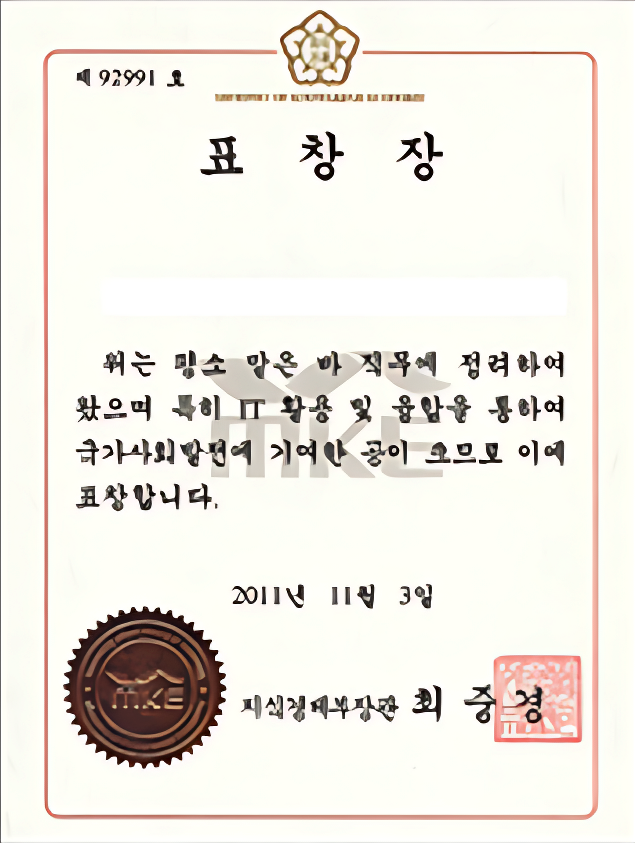 제 92991 호
표 창 장
위는 평소 맡은 바 직무에 정려하여
왔으며 특히 IT 활용 및 융합을 통하여
국가사회발전에 기여한 공이 크므로 이에
표창합니다.
MKE
2011년 11월 3일
MKE
지식경제부장관 최 중 경